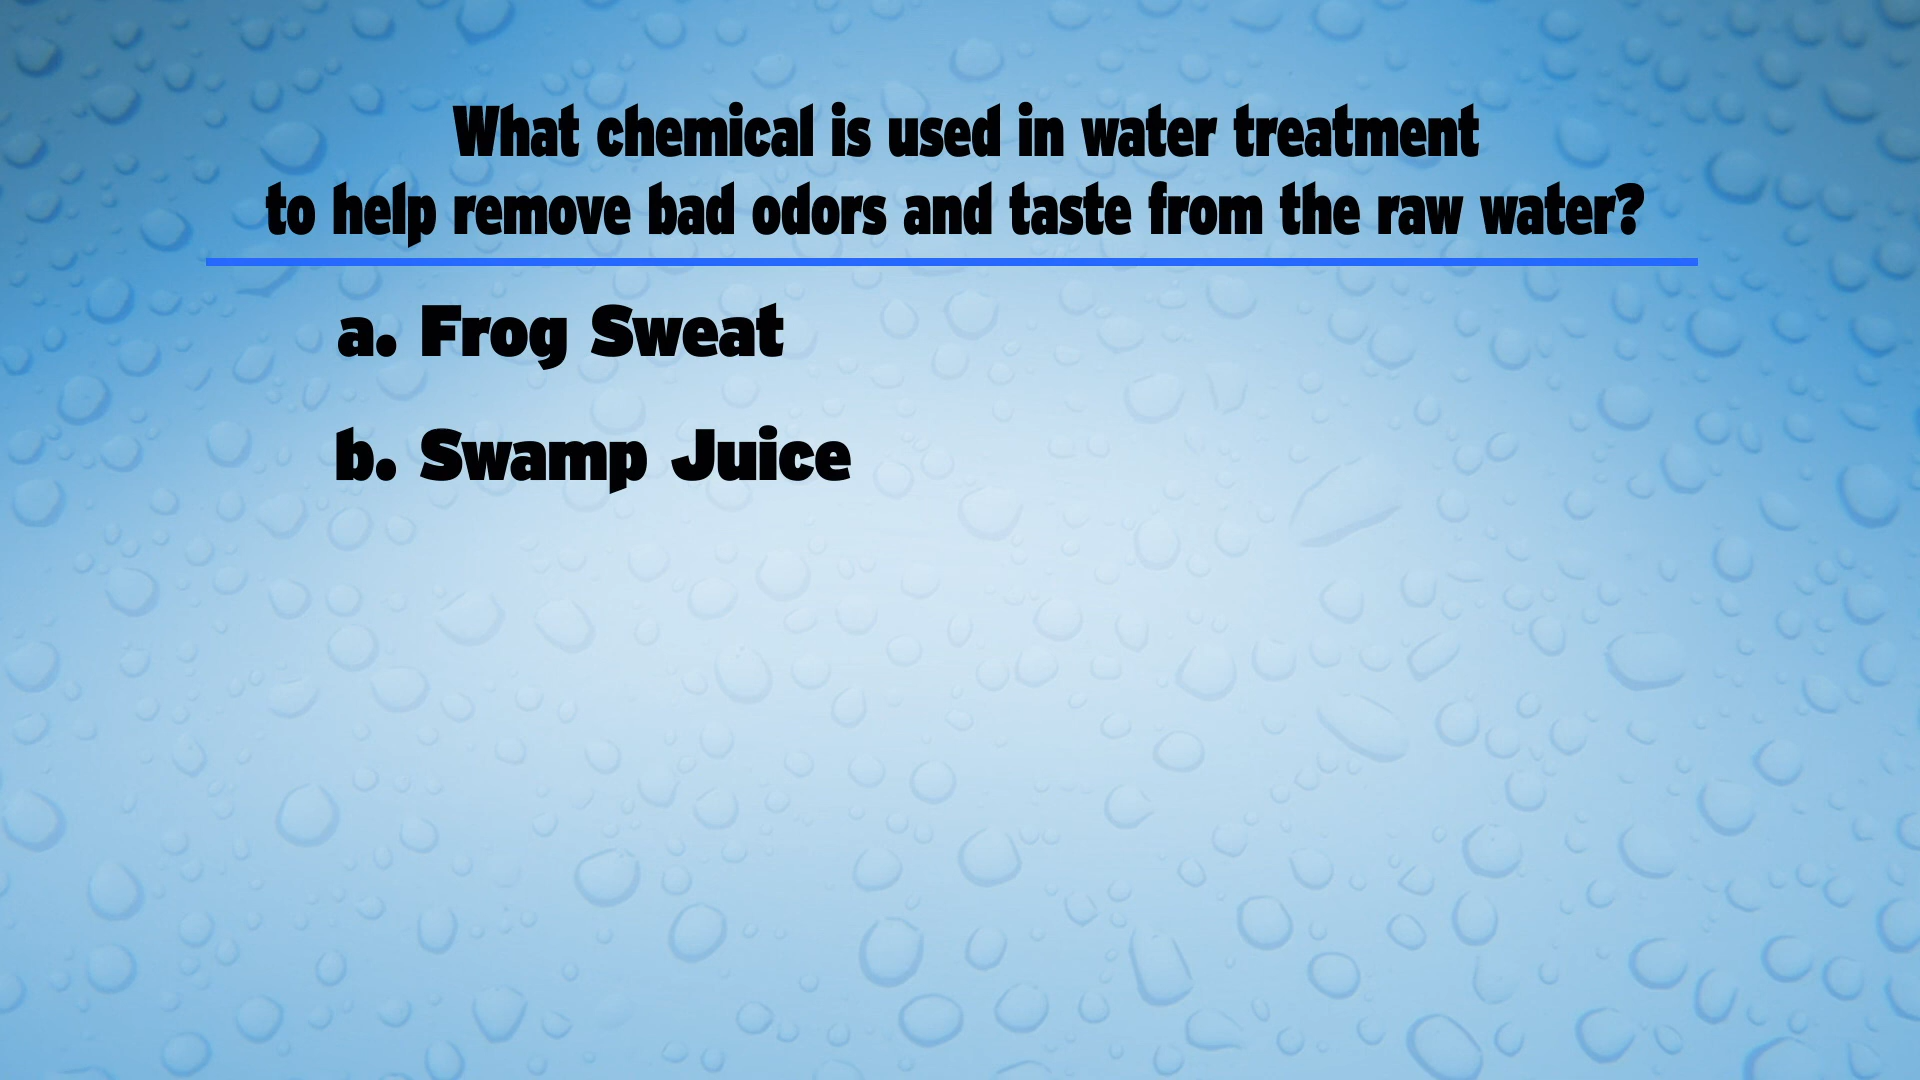 What chemical is used in water treatment
to help remove bad odors and taste from the raw water?
a. Frog Sweat
b. Swamp Juice